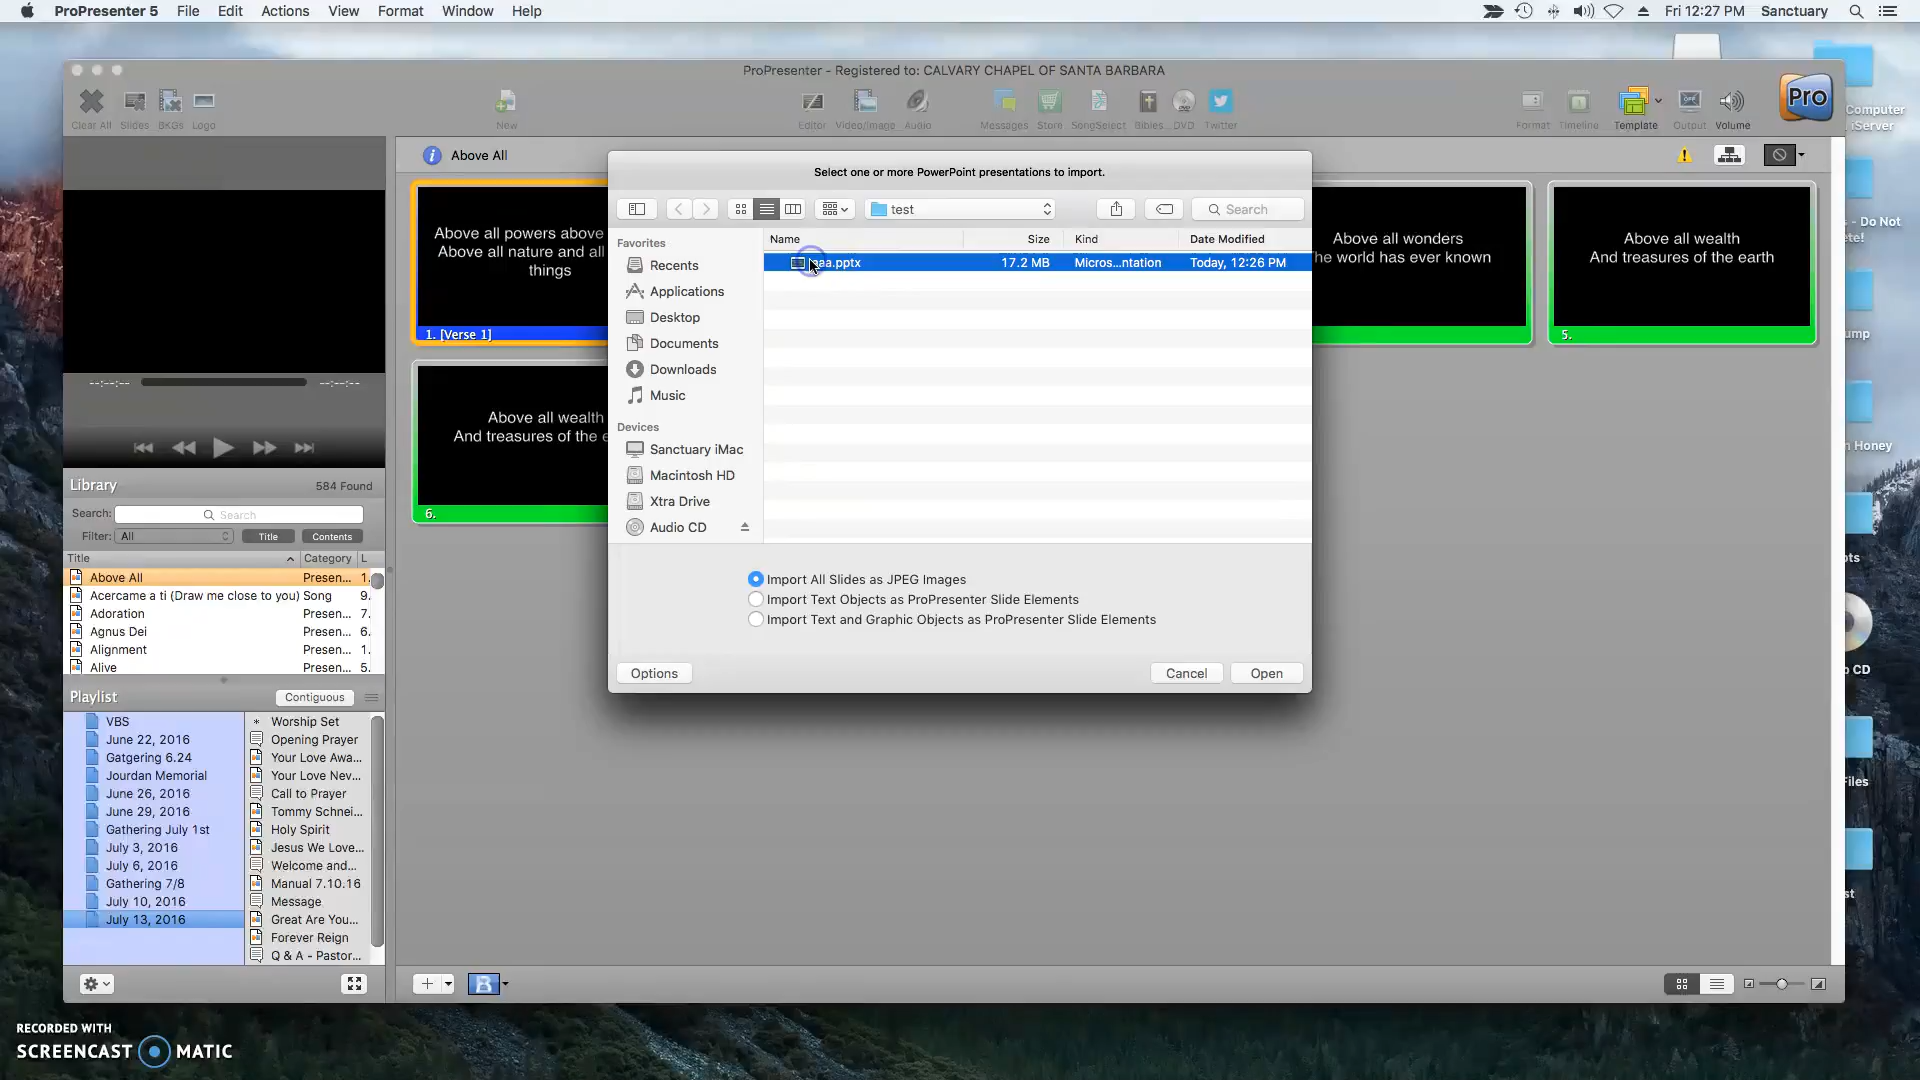 ProPresenter 5 File Edit Actions View Format Window Help Fri 12:27 PM Sanctuary
ProPresenter - Registered to: CALVARY CHAPEL OF SANTA BARBARA
Clear All Slides BKGs Logo New Editor Video/Image Audio Messages Store SongSelect Bibles DVD Twitter Format Timeline Template Output Volume
OFF
Pro
Computer
iServer
Above All
Select one or more PowerPoint presentations to import.
test
Search
Name Size Kind Date Modified
aa.pptx 17.2 MB Micros...ntation Today, 12:26 PM
Favorites
Recents
Applications
Desktop
Documents
Downloads
Music
Devices
Sanctuary iMac
Macintosh HD
Xtra Drive
Audio CD
Import All Slides as JPEG Images
Import Text Objects as ProPresenter Slide Elements
Import Text and Graphic Objects as ProPresenter Slide Elements
Options Cancel Open
Above all powers above
Above all nature and all
things
1. [Verse 1]
Above all wonders
he world has ever known
Above all wealth
And treasures of the earth
5.
Above all wealth
And treasures of the e
6.
--:--:-- --:--:--
Library 584 Found
Search: Search
Filter: All Title Contents
Title Category L
Above All Presen... 1.
Acercame a ti (Draw me close to you) Song 9.
Adoration Presen... 7.
Agnus Dei Presen... 6.
Alignment Presen... 1.
Alive Presen... 5.
Playlist Contiguous
VBS
June 22, 2016
Gatgering 6.24
Jourdan Memorial
June 26, 2016
June 29, 2016
Gathering July 1st
July 3, 2016
July 6, 2016
Gathering 7/8
July 10, 2016
July 13, 2016
* Worship Set
Opening Prayer
Your Love Awa...
Your Love Nev...
Call to Prayer
Tommy Schnei...
Holy Spirit
Jesus We Love...
Welcome and...
Manual 7.10.16
Message
Great Are You...
Forever Reign
Q & A - Pastor...
s - Do Not
ete!
ump
n Honey
pts
o CD
Files
st
RECORDED WITH
SCREENCAST MATIC